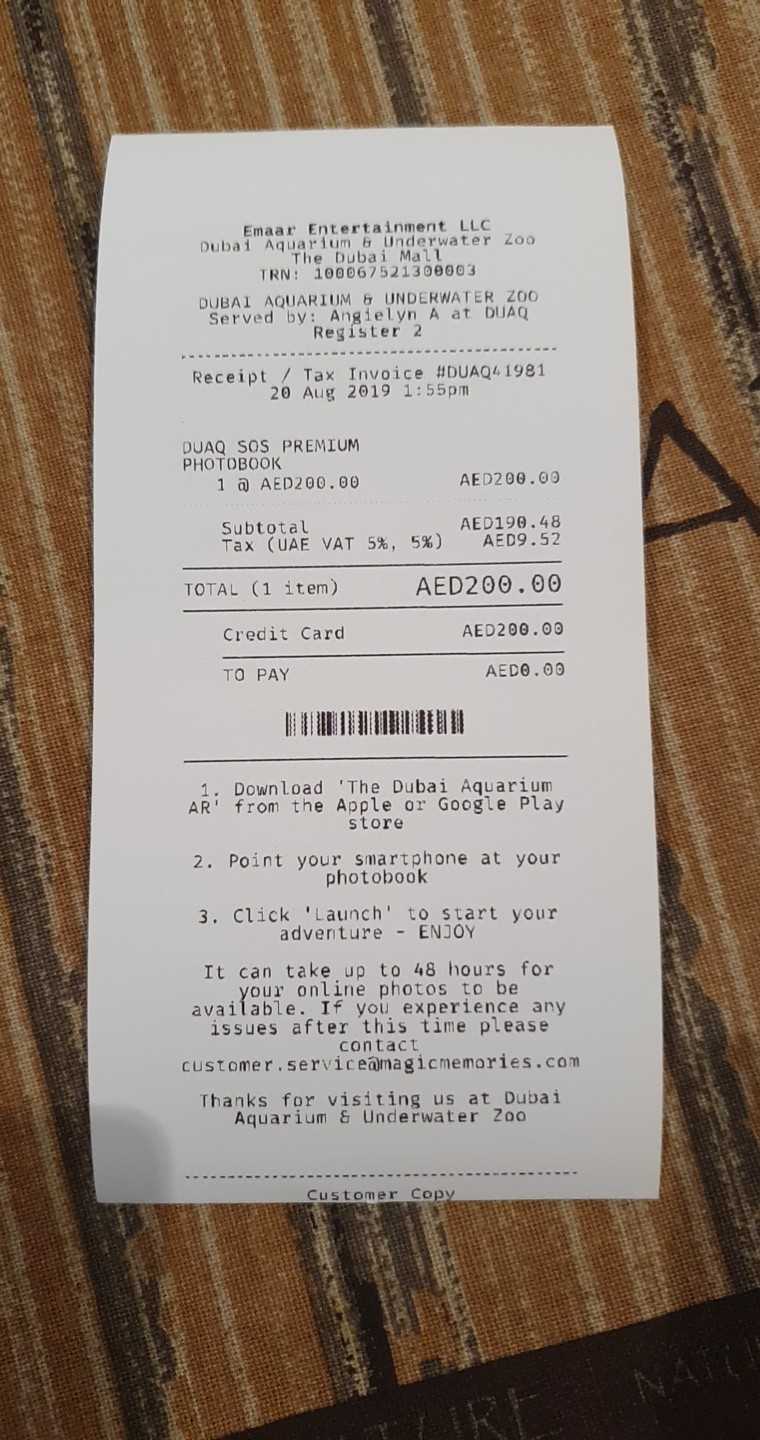 Emaar Entertainment LLC
Dubai Aquarium & Underwater Zoo
The Dubai Mall
TRN: 100067521300003
DUBAI AQUARIUM & UNDERWATER ZOO
Served by: Angielyn A at DUAQ
Register 2
Receipt / Tax Invoice #DUAQ41981
20 Aug 2019 1:55pm
DUAQ SOS PREMIUM
PHOTOBOOK
1 @ AED200.00 AED200.00
Subtotal AED190.48
Tax (UAE VAT 5%, 5%) AED9.52
TOTAL (1 item) AED200.00
Credit Card AED200.00
TO PAY AED0.00
1. Download 'The Dubai Aquarium
AR' from the Apple or Google Play
store
2. Point your smartphone at your
photobook
3. Click 'Launch' to start your
adventure - ENJOY
It can take up to 48 hours for
your online photos to be
available. If you experience any
issues after this time please
contact
customer.service@magicmemories.com
Thanks for visiting us at Dubai
Aquarium & Underwater Zoo
Customer Copy